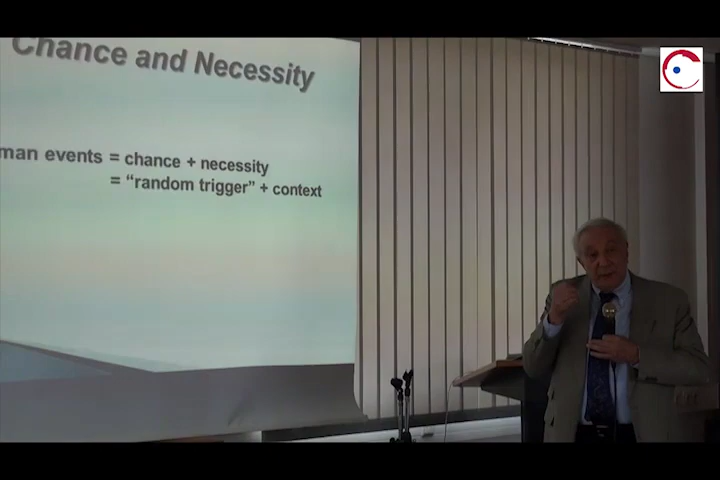 Chance and Necessity
man events = chance + necessity
= “random trigger” + context